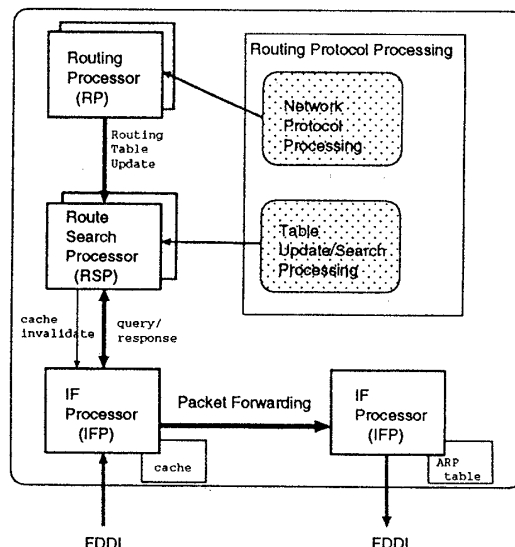 Routing Protocol Processing
Routing
Processor
(RP)
Network
Protocol
Processing
Routing
Table
Update
Route
Search
Processor
(RSP)
Table
Update/Search
Processing
cache
invalidate
query/
response
IF
Processor
(IFP)
Packet Forwarding
IF
Processor
(IFP)
cache
ARP
table
FDDI
FDDI